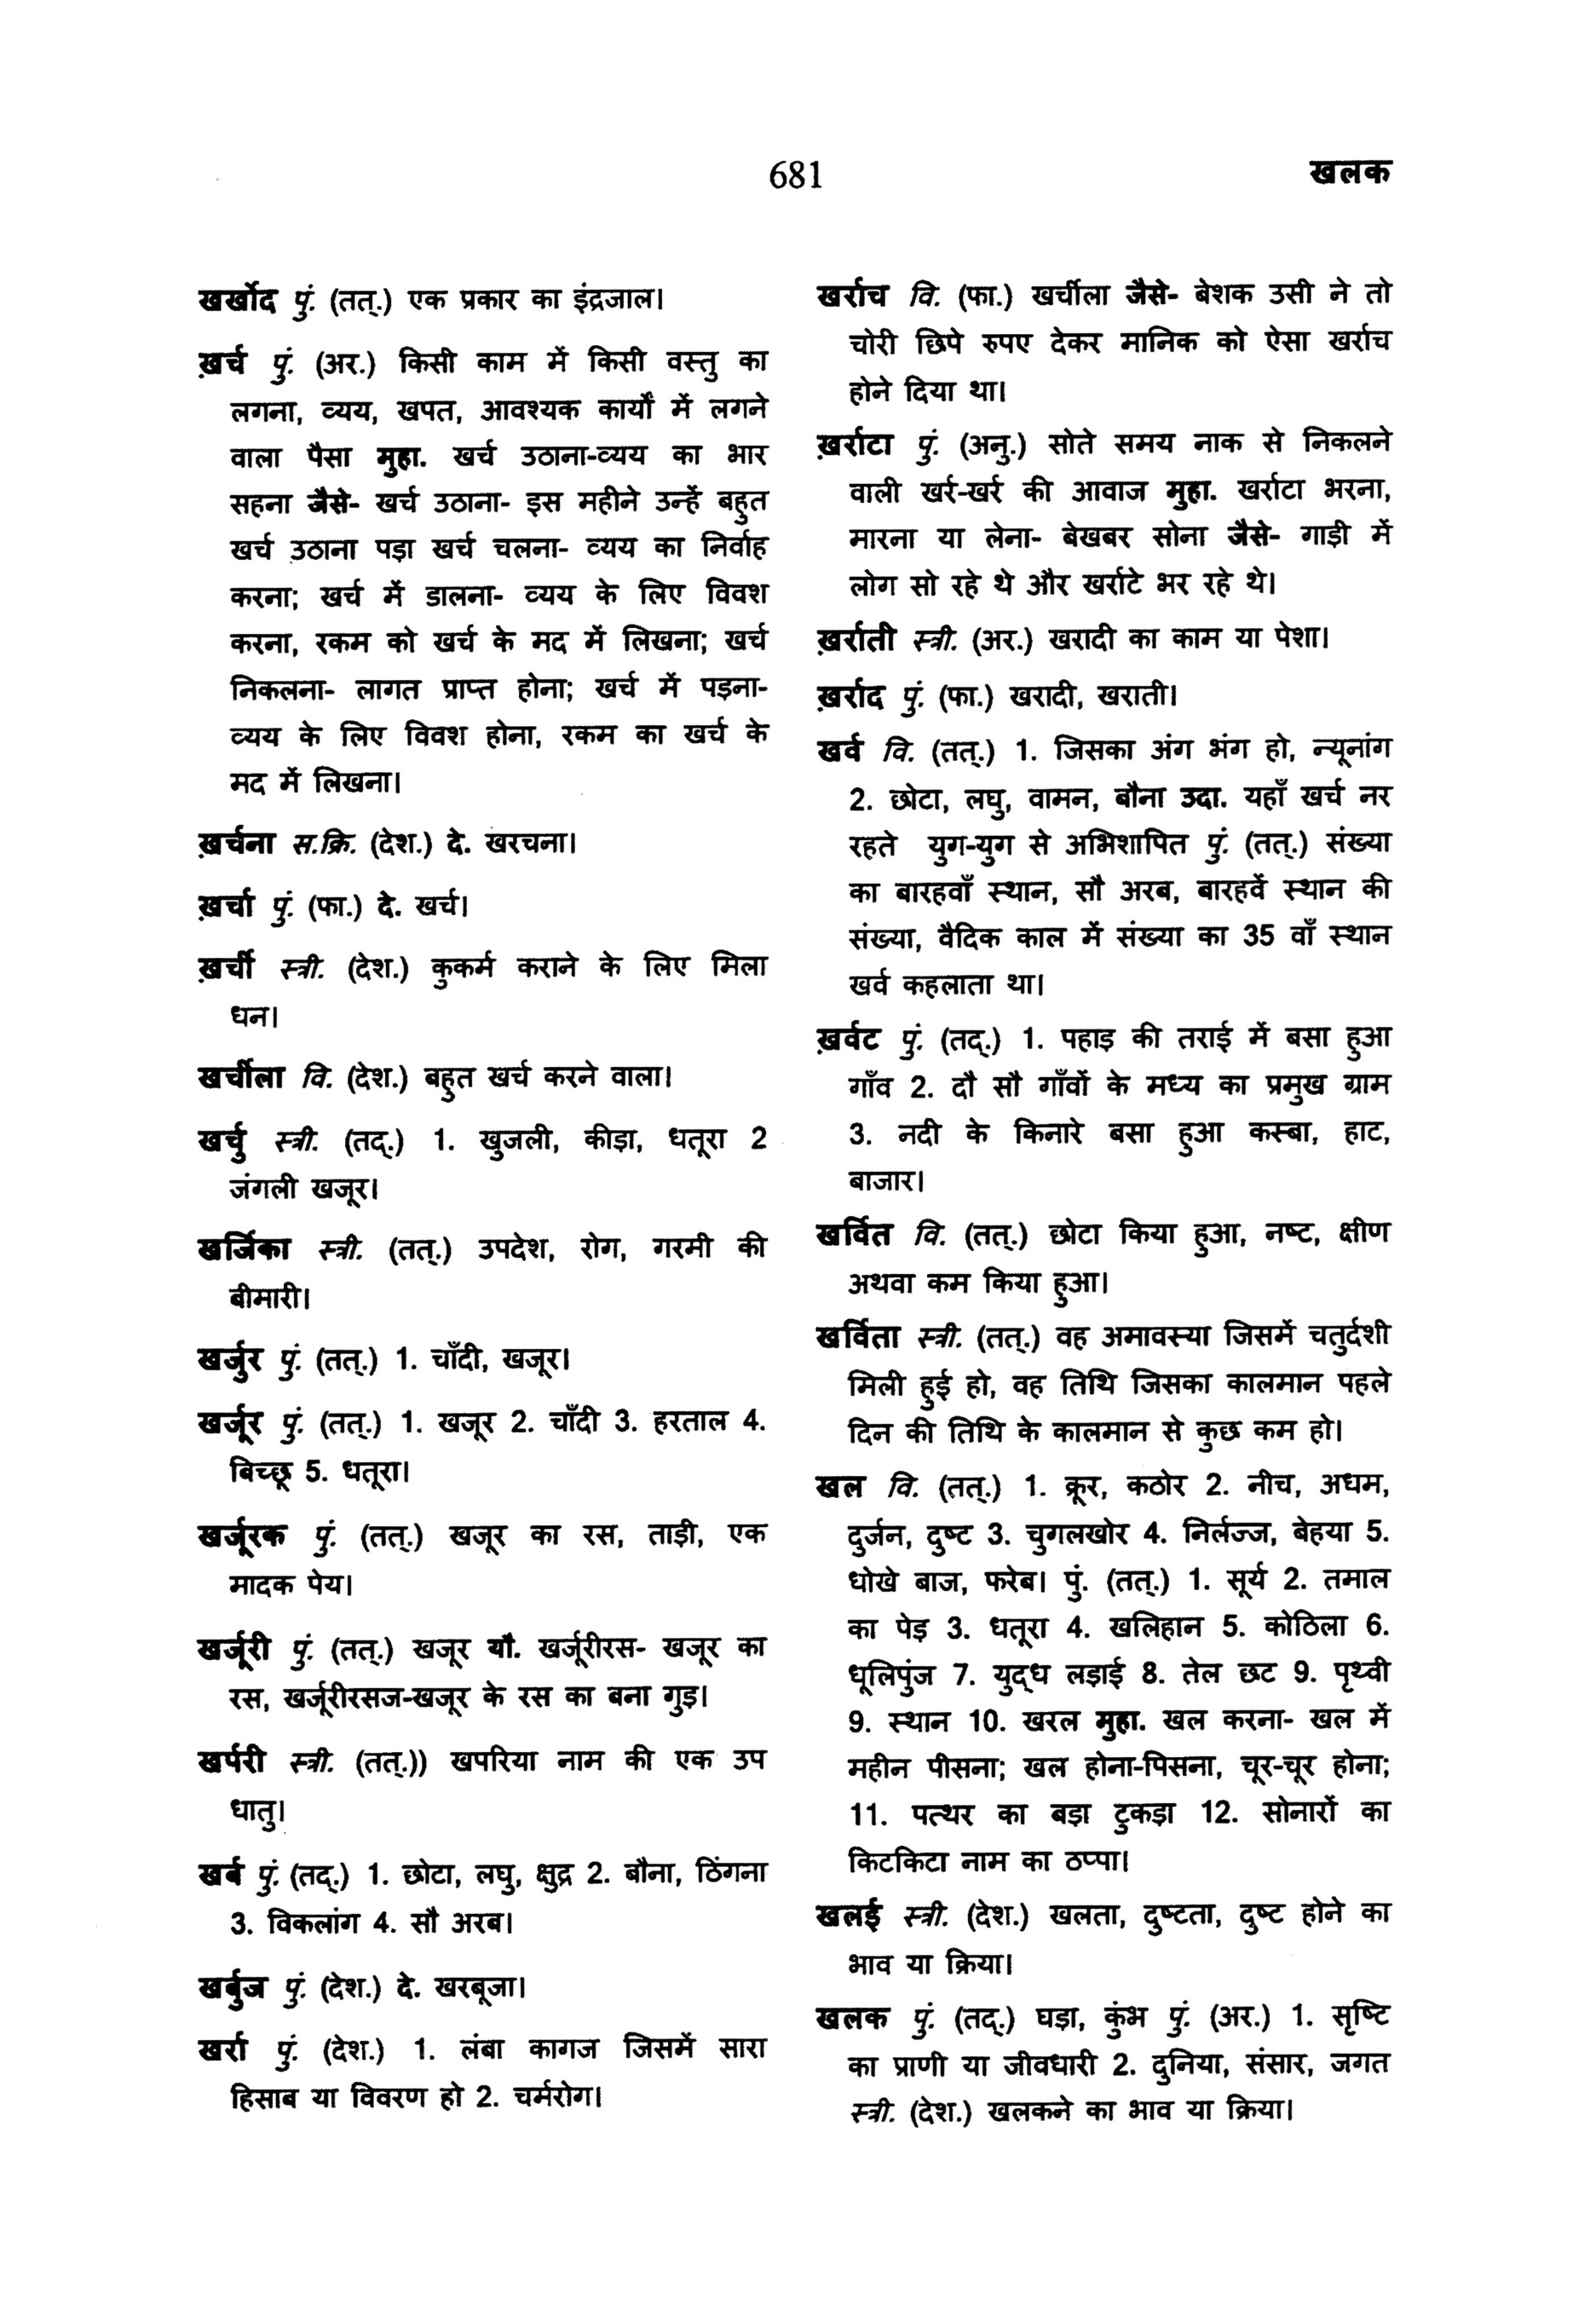 681
खलक
खर्खोद पुं. (तत्.) एक प्रकार का इंद्रजाल।
ख़र्च पुं. (अर.) किसी काम में किसी वस्तु का
लगना, व्यय, खपत, आवश्यक कार्यों में लगने
वाला पैसा मुहा. खर्च उठाना-व्यय का भार
सहना जैसे- खर्च उठाना- इस महीने उन्हें बहुत
खर्च उठाना पड़ा खर्च चलना- व्यय का निर्वाह
करना; खर्च में डालना- व्यय के लिए विवश
करना, रकम को खर्च के मद में लिखना; खर्च
निकलना- लागत प्राप्त होना; खर्च में पड़ना-
व्यय के लिए विवश होना, रकम का खर्च के
मद में लिखना।
ख़र्चना स.क्रि. (देश.) दे. खरचना।
ख़र्चा पुं. (फा.) दे. खर्च।
ख़र्ची स्त्री. (देश.) कुकर्म कराने के लिए मिला
धन।
खर्चीला वि. (देश.) बहुत खर्च करने वाला।
खर्चु स्त्री. (तद्.) 1. खुजली, कीड़ा, धतूरा 2
जंगली खजूर।
खर्जिका स्त्री. (तत्.) उपदेश, रोग, गरमी की
बीमारी।
खर्जुर पुं. (तत्.) 1. चाँदी, खजूर।
खर्जूर पुं. (तत्.) 1. खजूर 2. चाँदी 3. हरताल 4.
बिच्छू 5. धतूरा।
खर्जूरक पुं. (तत्.) खजूर का रस, ताड़ी, एक
मादक पेय।
खर्जूरी पुं. (तत्.) खजूर यौ. खर्जूरीरस- खजूर का
रस, खर्जूरीरसज-खजूर के रस का बना गुड़।
खर्परी स्त्री. (तत्.)) खपरिया नाम की एक उप
धातु।
खर्ब पुं. (तद्.) 1. छोटा, लघु, क्षुद्र 2. बौना, ठिंगना
3. विकलांग 4. सौ अरब।
खर्बुज पुं. (देश.) दे. खरबूजा।
खर्रा पुं. (देश.) 1. लंबा कागज जिसमें सारा
हिसाब या विवरण हो 2. चर्मरोग।
खर्राच वि. (फा.) खर्चीला जैसे- बेशक उसी ने तो
चोरी छिपे रुपए देकर मानिक को ऐसा खर्राच
होने दिया था।
ख़र्राटा पुं. (अनु.) सोते समय नाक से निकलने
वाली खर्र-खर्र की आवाज मुहा. खर्राटा भरना,
मारना या लेना- बेखबर सोना जैसे- गाड़ी में
लोग सो रहे थे और खर्राटे भर रहे थे।
ख़र्राती स्त्री. (अर.) खरादी का काम या पेशा।
ख़र्राद पुं. (फा.) खरादी, खराती।
खर्व वि. (तत्.) 1. जिसका अंग भंग हो, न्यूनांग
2. छोटा, लघु, वामन, बौना उदा. यहाँ खर्च नर
रहते युग-युग से अभिशापित पुं. (तत्.) संख्या
का बारहवाँ स्थान, सौ अरब, बारहवें स्थान की
संख्या, वैदिक काल में संख्या का 35 वाँ स्थान
खर्व कहलाता था।
ख़र्वट पुं. (तद्.) 1. पहाड़ की तराई में बसा हुआ
गाँव 2. दौ सौ गाँवों के मध्य का प्रमुख ग्राम
3. नदी के किनारे बसा हुआ कस्बा, हाट,
बाजार।
खर्वित वि. (तत्.) छोटा किया हुआ, नष्ट, क्षीण
अथवा कम किया हुआ।
खर्विता स्त्री. (तत्.) वह अमावस्या जिसमें चतुर्दशी
मिली हुई हो, वह तिथि जिसका कालमान पहले
दिन की तिथि के कालमान से कुछ कम हो।
खल वि. (तत्.) 1. क्रूर, कठोर 2. नीच, अधम,
दुर्जन, दुष्ट 3. चुगलखोर 4. निर्लज्ज, बेहया 5.
धोखे बाज, फरेब। पुं. (तत्.) 1. सूर्य 2. तमाल
का पेड़ 3. धतूरा 4. खलिहान 5. कोठिला 6.
धूलिपुंज 7. युद्ध लड़ाई 8. तेल छट 9. पृथ्वी
9. स्थान 10. खरल मुहा. खल करना- खल में
महीन पीसना; खल होना-पिसना, चूर-चूर होना;
11. पत्थर का बड़ा टुकड़ा 12. सोनारों का
किटकिटा नाम का ठप्पा।
खलई स्त्री. (देश.) खलता, दुष्टता, दुष्ट होने का
भाव या क्रिया।
खलक पुं. (तद्.) घड़ा, कुंभ पुं. (अर.) 1. सृष्टि
का प्राणी या जीवधारी 2. दुनिया, संसार, जगत
स्त्री. (देश.) खलकने का भाव या क्रिया।